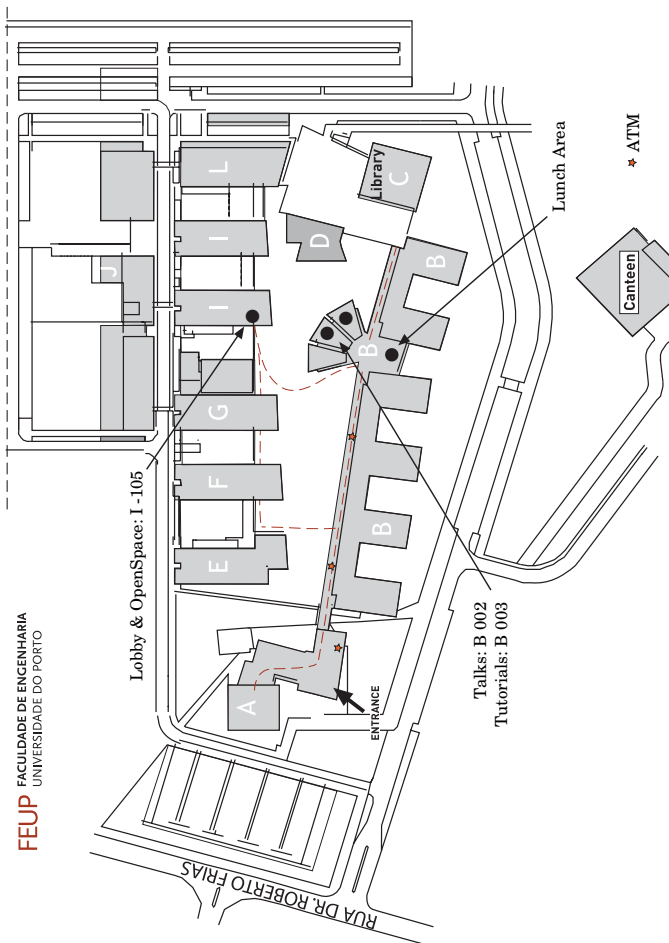 FEUP FACULDADE DE ENGENHARIA
UNIVERSIDADE DO PORTO
RUA DR. ROBERTO FRIAS
Lobby & OpenSpace: I -105
J
A
E
F
G
I
I
L
D
Library
C
B
B
B
ENTRANCE
Talks: B 002
Tutorials: B 003
Lunch Area
Canteen
ATM